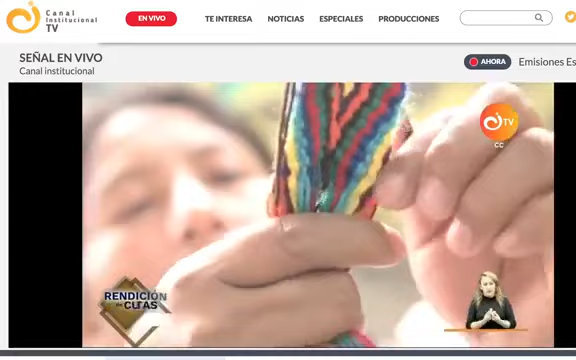 Canal
Institucional
TV
EN VIVO
TE INTERESA
NOTICIAS
ESPECIALES
PRODUCCIONES
SEÑAL EN VIVO
Canal institucional
AHORA
Emisiones Es
TV
CC
RENDICIÓN
de CUENTAS